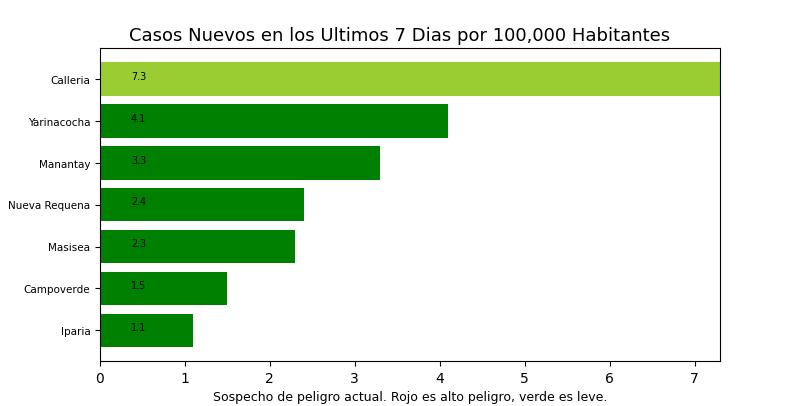 Casos Nuevos en los Ultimos 7 Dias por 100,000 Habitantes
Calleria 7.3
Yarinacocha 4.1
Manantay 3.3
Nueva Requena 2.4
Masisea 2.3
Campoverde 1.5
Iparia 1.1
0 1 2 3 4 5 6 7
Sospecho de peligro actual. Rojo es alto peligro, verde es leve.